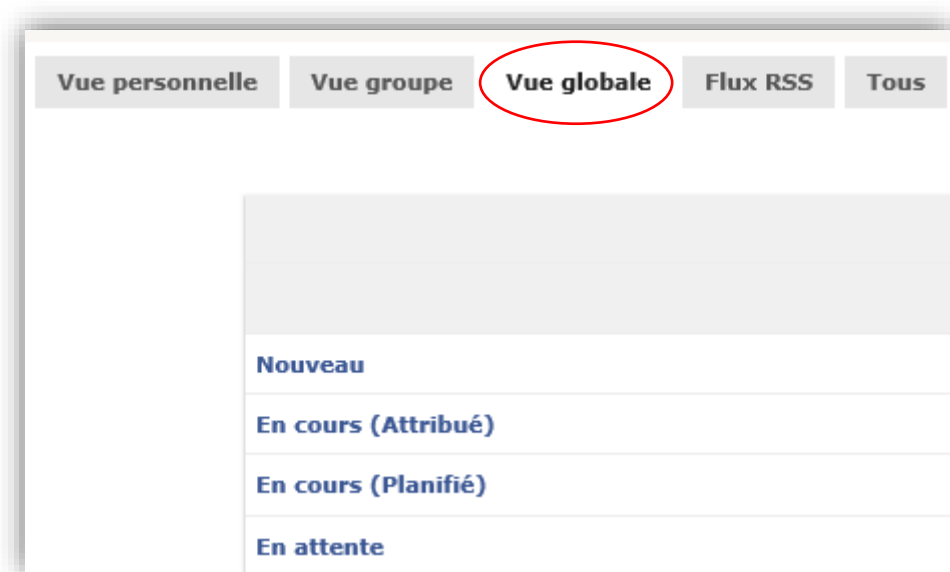 Vue personnelle Vue groupe Vue globale Flux RSS Tous
Nouveau
En cours (Attribué)
En cours (Planifié)
En attente